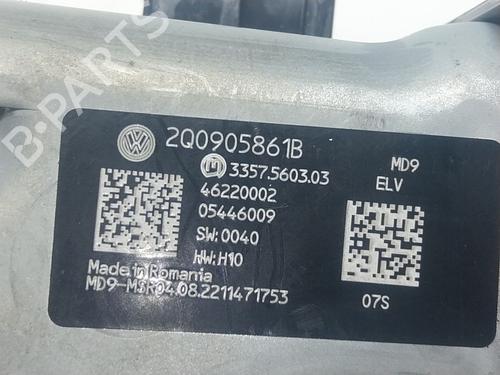 B-PARTS
2Q0905861B
MD9
3357.5603.03
ELV
46220002
05446009
SW:0040
HW:H10
Made in Romania
MD9-MSR04.08.2211471753
07S